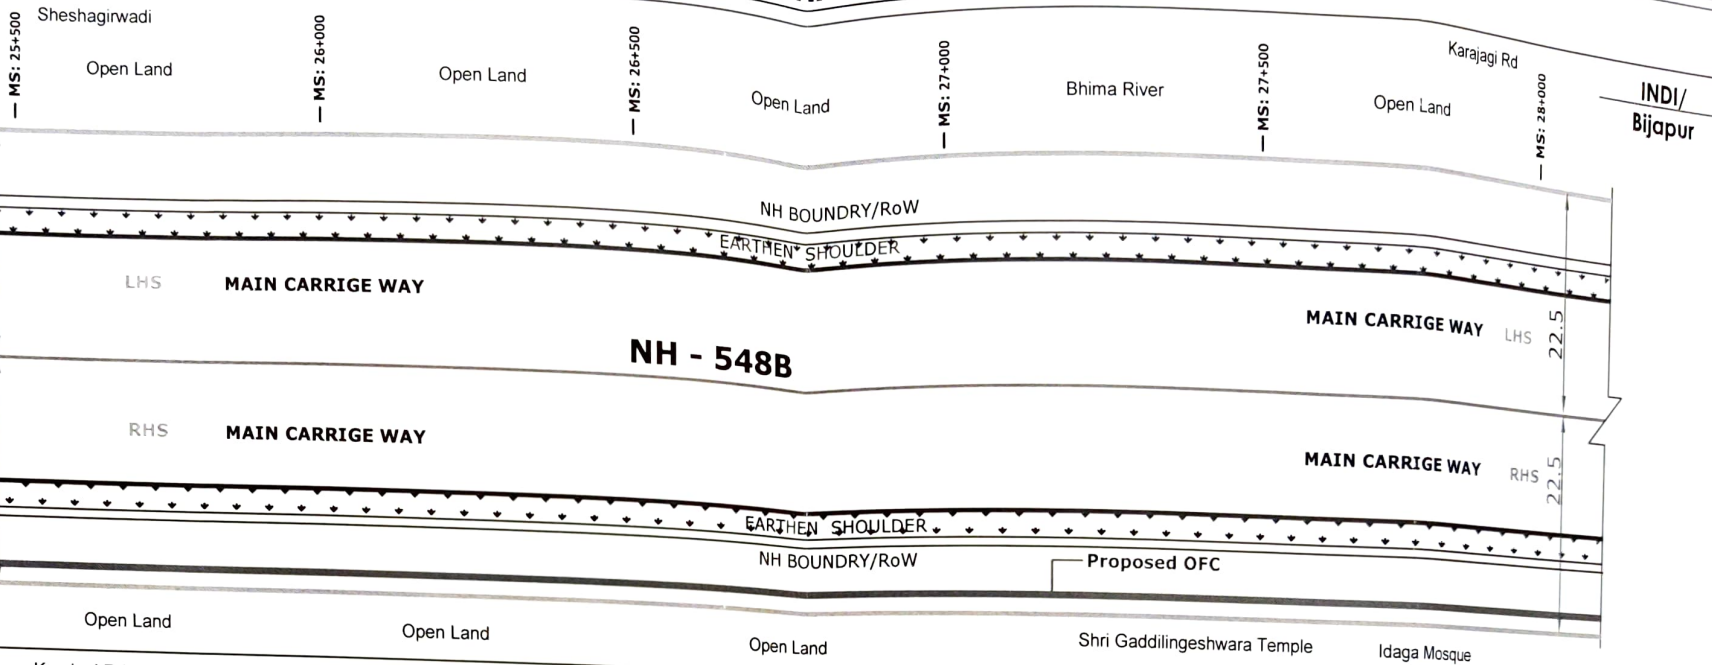 Sheshagirwadi
MS: 25+500
Open Land
MS: 26+000
Open Land
MS: 26+500
Open Land
MS: 27+000
Bhima River
MS: 27+500
Karajagi Rd
Open Land
MS: 28+000
INDI/
Bijapur
NH BOUNDRY/RoW
EARTHEN SHOULDER
LHS MAIN CARRIGE WAY
MAIN CARRIGE WAY LHS
22.5
NH - 548B
RHS MAIN CARRIGE WAY
MAIN CARRIGE WAY RHS
22.5
EARTHEN SHOULDER
NH BOUNDRY/RoW
Proposed OFC
Open Land
Open Land
Open Land
Shri Gaddilingeshwara Temple
Idaga Mosque